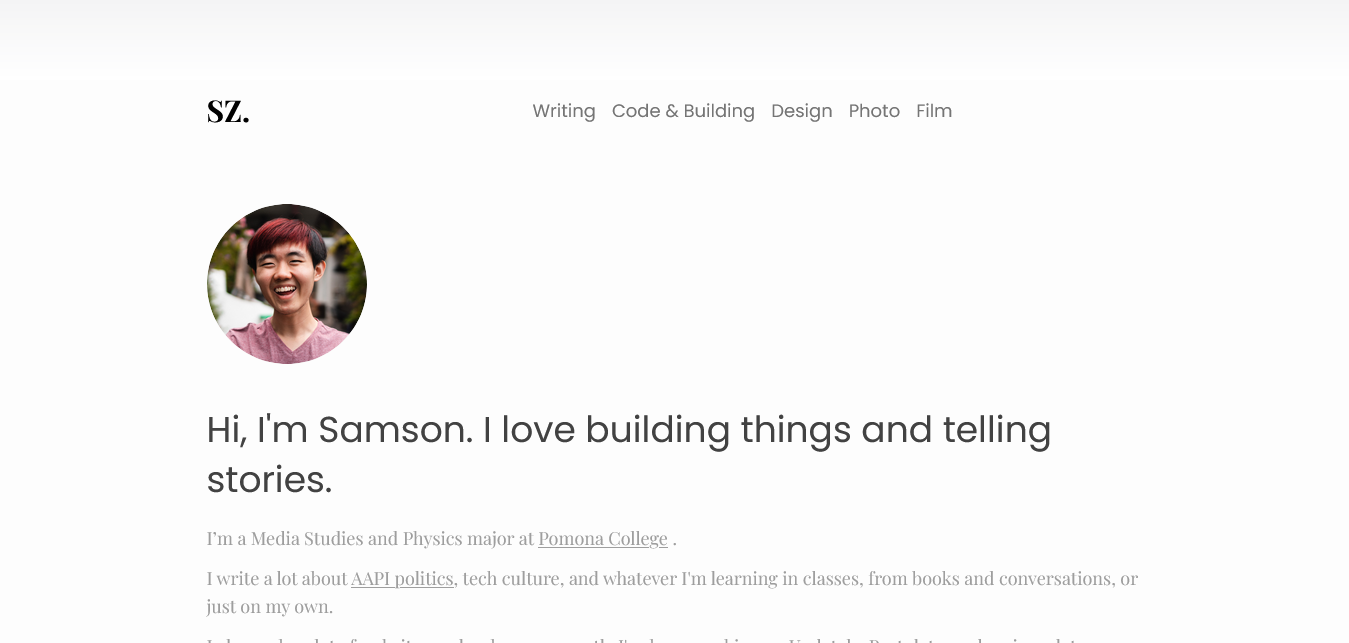 SZ.
Writing Code & Building Design Photo Film
Hi, I'm Samson. I love building things and telling
stories.
I’m a Media Studies and Physics major at Pomona College .
I write a lot about AAPI politics, tech culture, and whatever I'm learning in classes, from books and conversations, or
just on my own.